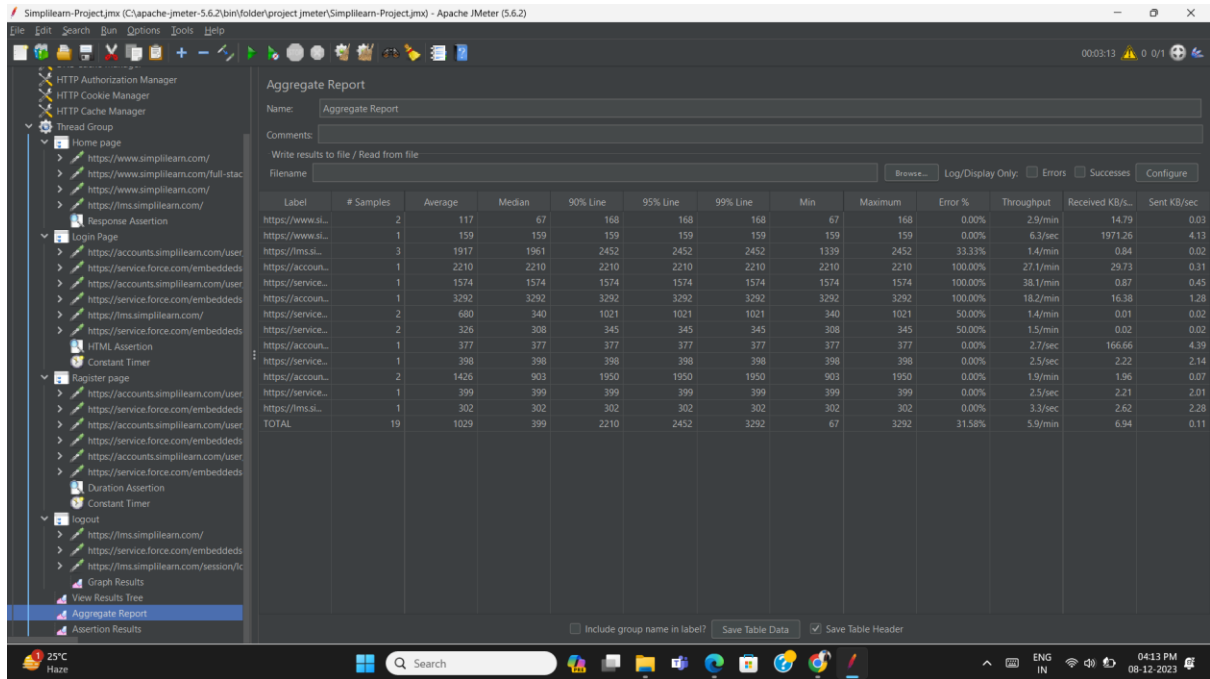 Simplilearn-Project.jmx (C:\apache-jmeter-5.6.2\bin\folder\project jmeter\Simplilearn-Project.jmx) - Apache JMeter (5.6.2)
File Edit Search Run Options Tools Help
00:03:13 0 0/1
HTTP Authorization Manager
HTTP Cookie Manager
HTTP Cache Manager
Thread Group
Home page
https://www.simplilearn.com/
https://www.simplilearn.com/full-stac
https://www.simplilearn.com/
https://lms.simplilearn.com/
Response Assertion
Login Page
https://accounts.simplilearn.com/user
https://service.force.com/embeddeds
https://accounts.simplilearn.com/user
https://service.force.com/embeddeds
https://lms.simplilearn.com/
https://service.force.com/embeddeds
HTML Assertion
Constant Timer
Ragister page
https://accounts.simplilearn.com/user
https://service.force.com/embeddeds
https://accounts.simplilearn.com/user
https://service.force.com/embeddeds
https://accounts.simplilearn.com/user
https://service.force.com/embeddeds
Duration Assertion
Constant Timer
logout
https://lms.simplilearn.com/
https://service.force.com/embeddeds
https://lms.simplilearn.com/session/lc
Graph Results
View Results Tree
Aggregate Report
Assertion Results
Aggregate Report
Name: Aggregate Report
Comments:
Write results to file / Read from file
Filename Browse... Log/Display Only: Errors Successes Configure
Label # Samples Average Median 90% Line 95% Line 99% Line Min Maximum Error % Throughput Received KB/s... Sent KB/sec
https://www.si... 2 117 67 168 168 168 67 168 0.00% 2.9/min 14.79 0.03
https://www.si... 1 159 159 159 159 159 159 159 0.00% 6.3/sec 1971.26 4.13
https://lms.si... 3 1917 1961 2452 2452 2452 1339 2452 33.33% 1.4/min 0.84 0.02
https://accoun... 1 2210 2210 2210 2210 2210 2210 2210 100.00% 27.1/min 29.73 0.31
https://service... 1 1574 1574 1574 1574 1574 1574 1574 100.00% 38.1/min 0.87 0.45
https://accoun... 1 3292 3292 3292 3292 3292 3292 3292 100.00% 18.2/min 16.38 1.28
https://service... 2 680 340 1021 1021 1021 340 1021 50.00% 1.4/min 0.01 0.02
https://service... 2 326 308 345 345 345 308 345 50.00% 1.5/min 0.02 0.02
https://accoun... 1 377 377 377 377 377 377 377 0.00% 2.7/sec 166.66 4.39
https://service... 1 398 398 398 398 398 398 398 0.00% 2.5/sec 2.22 2.14
https://accoun... 2 1426 903 1950 1950 1950 903 1950 0.00% 1.9/min 1.96 0.07
https://service... 1 399 399 399 399 399 399 399 0.00% 2.5/sec 2.21 2.01
https://lms.si... 1 302 302 302 302 302 302 302 0.00% 3.3/sec 2.62 2.28
TOTAL 19 1029 399 2210 2452 3292 67 3292 31.58% 5.9/min 6.94 0.11
Include group name in label? Save Table Data Save Table Header
1
25°C
Haze
Search
ENG
IN
04:13 PM
08-12-2023